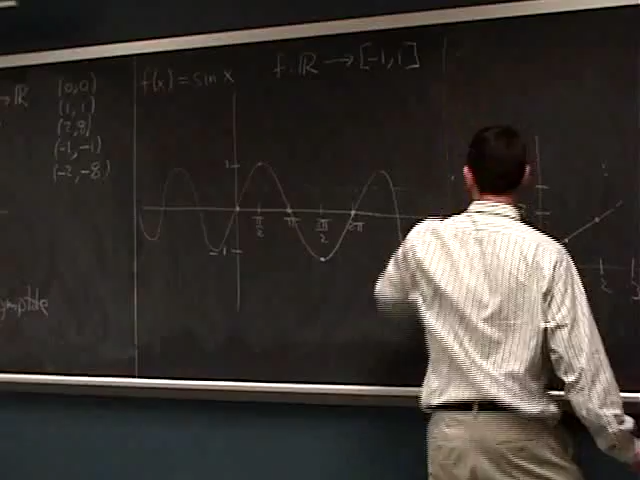 →ℝ
(0,0)
(1,1)
(2,8)
(-1,-1)
(-2,-8)
f(x) = sin x
f: ℝ → [-1,1]
1
-1
π/2
π
3π/2
2π